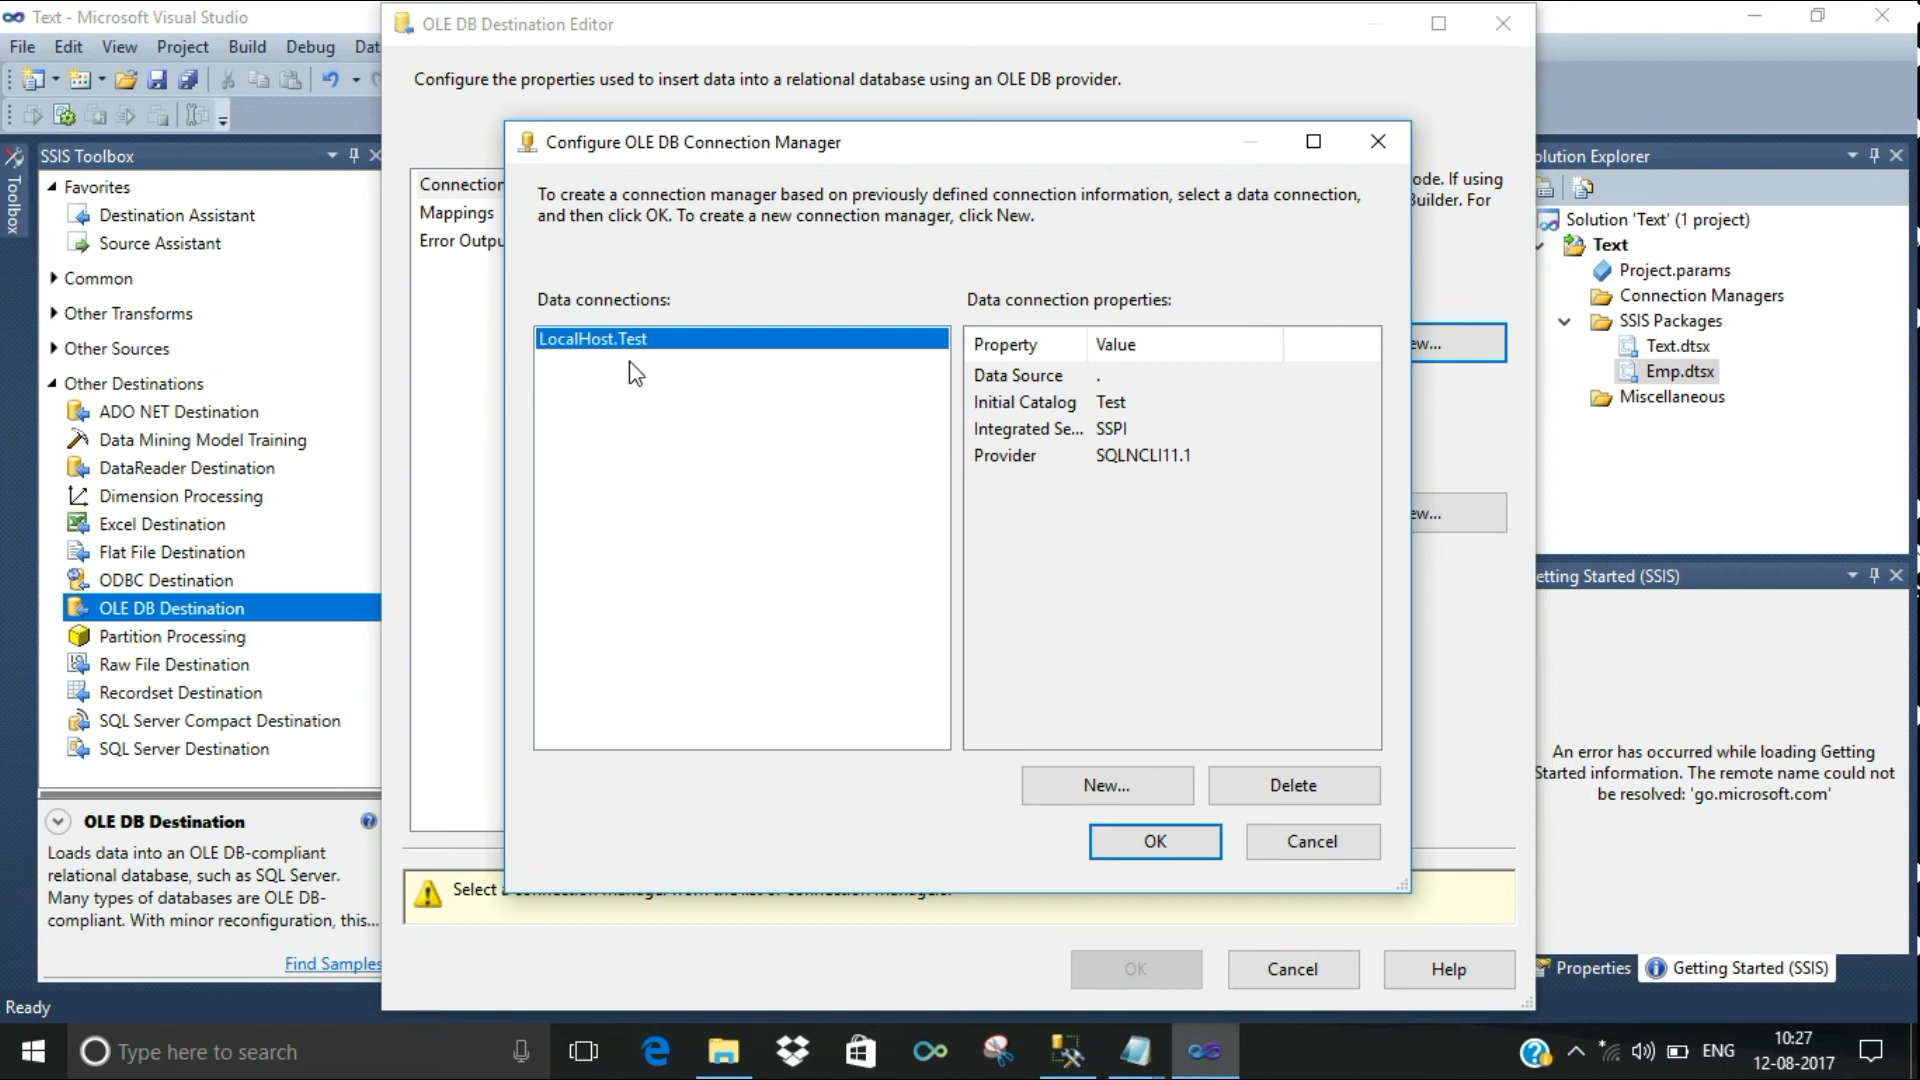 Text - Microsoft Visual Studio
File Edit View Project Build Debug Dat
SSIS Toolbox
Toolbox
Favorites
Destination Assistant
Source Assistant
Common
Other Transforms
Other Sources
Other Destinations
ADO NET Destination
Data Mining Model Training
DataReader Destination
Dimension Processing
Excel Destination
Flat File Destination
ODBC Destination
OLE DB Destination
Partition Processing
Raw File Destination
Recordset Destination
SQL Server Compact Destination
SQL Server Destination
OLE DB Destination
Loads data into an OLE DB-compliant
relational database, such as SQL Server.
Many types of databases are OLE DB-
compliant. With minor reconfiguration, this...
Find Samples
Ready
OLE DB Destination Editor
Configure the properties used to insert data into a relational database using an OLE DB provider.
Connection
Mappings
Error Outpu
ode. If using
Builder. For
ew...
ew...
Configure OLE DB Connection Manager
To create a connection manager based on previously defined connection information, select a data connection,
and then click OK. To create a new connection manager, click New.
Data connections:
LocalHost.Test
Data connection properties:
Property Value
Data Source .
Initial Catalog Test
Integrated Se... SSPI
Provider SQLNCLI11.1
New... Delete
OK Cancel
Select a connection manager from the list of connection managers.
OK Cancel Help
olution Explorer
Solution 'Text' (1 project)
Text
Project.params
Connection Managers
SSIS Packages
Text.dtsx
Emp.dtsx
Miscellaneous
etting Started (SSIS)
An error has occurred while loading Getting
Started information. The remote name could not
be resolved: 'go.microsoft.com'
Properties Getting Started (SSIS)
Type here to search
ENG
10:27
12-08-2017